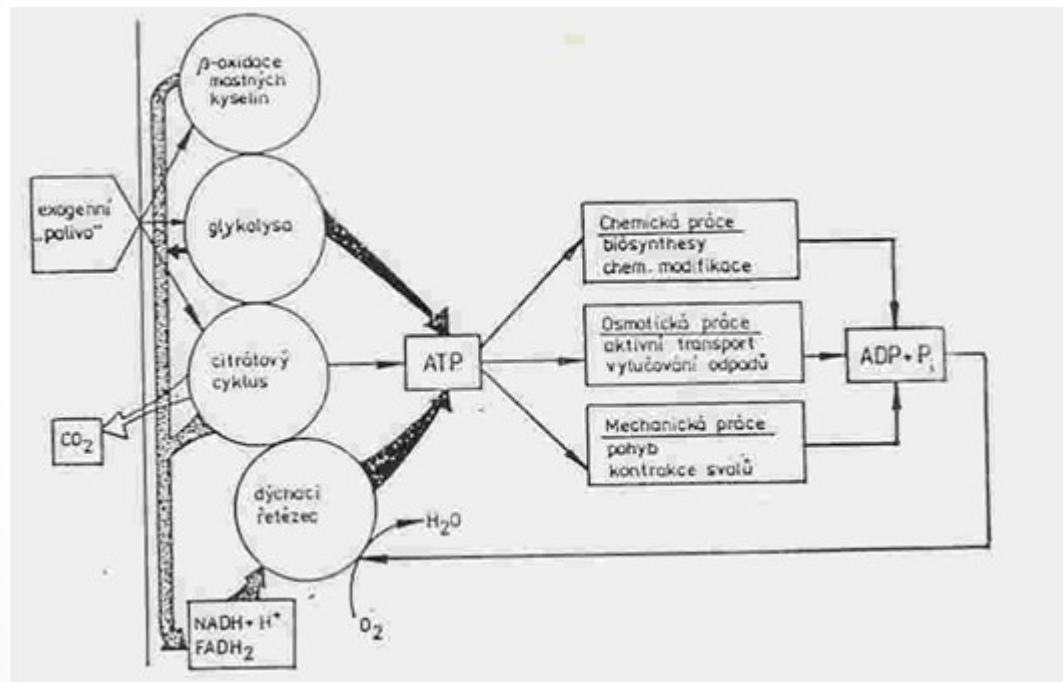 β-oxidace
mastných
kyselin
exogenní
„palivo"
glykolysa
citrátový
cyklus
CO₂
dýchací
řetězec
NADH + H⁺
FADH₂
H₂O
O₂
ATP
Chemická práce
biosynthesy
chem. modifikace
Osmotická práce
aktivní transport
vylučování odpadů
Mechanická práce
pohyb
kontrakce svalů
ADP + Pᵢ